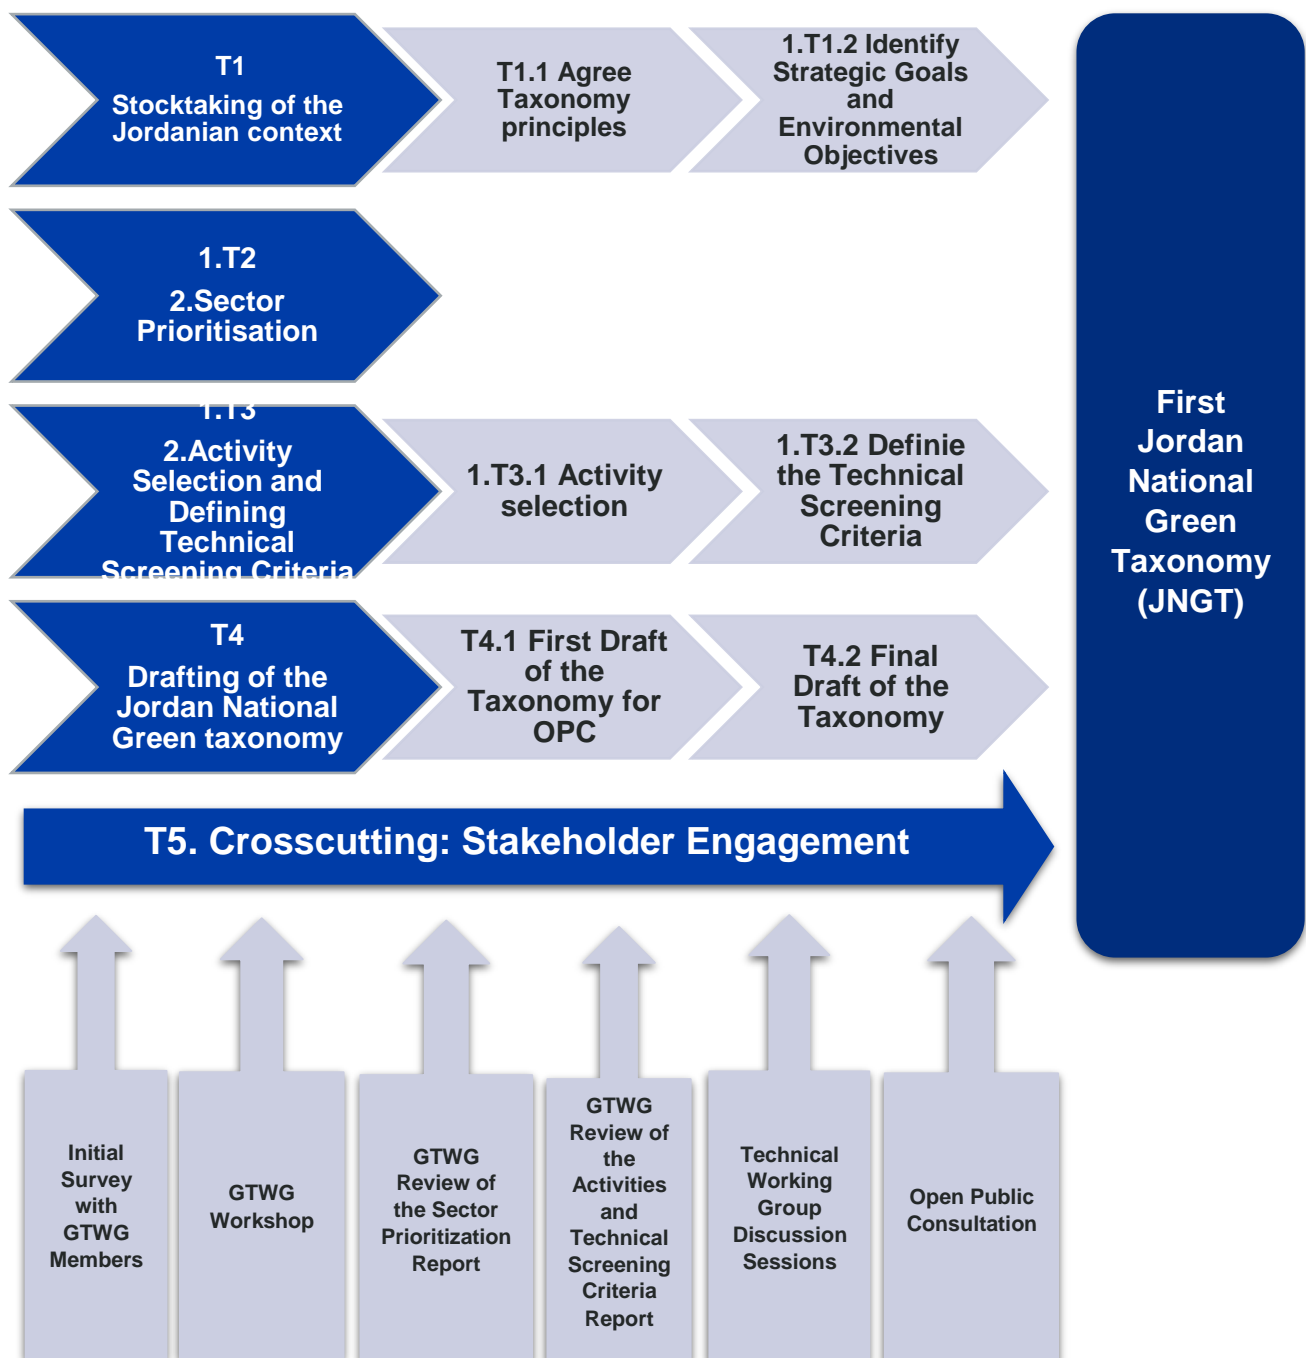 T1
Stocktaking of the
Jordanian context
T1.1 Agree
Taxonomy
principles
1.T1.2 Identify
Strategic Goals
and
Environmental
Objectives
1.T2
2.Sector
Prioritisation
1.T3
2.Activity
Selection and
Defining
Technical
Screening Criteria
1.T3.1 Activity
selection
1.T3.2 Definie
the Technical
Screening
Criteria
T4
Drafting of the
Jordan National
Green taxonomy
T4.1 First Draft
of the
Taxonomy for
OPC
T4.2 Final
Draft of the
Taxonomy
First
Jordan
National
Green
Taxonomy
(JNGT)
T5. Crosscutting: Stakeholder Engagement
Initial
Survey
with
GTWG
Members
GTWG
Workshop
GTWG
Review of
the Sector
Prioritization
Report
GTWG
Review of
the
Activities
and
Technical
Screening
Criteria
Report
Technical
Working
Group
Discussion
Sessions
Open Public
Consultation